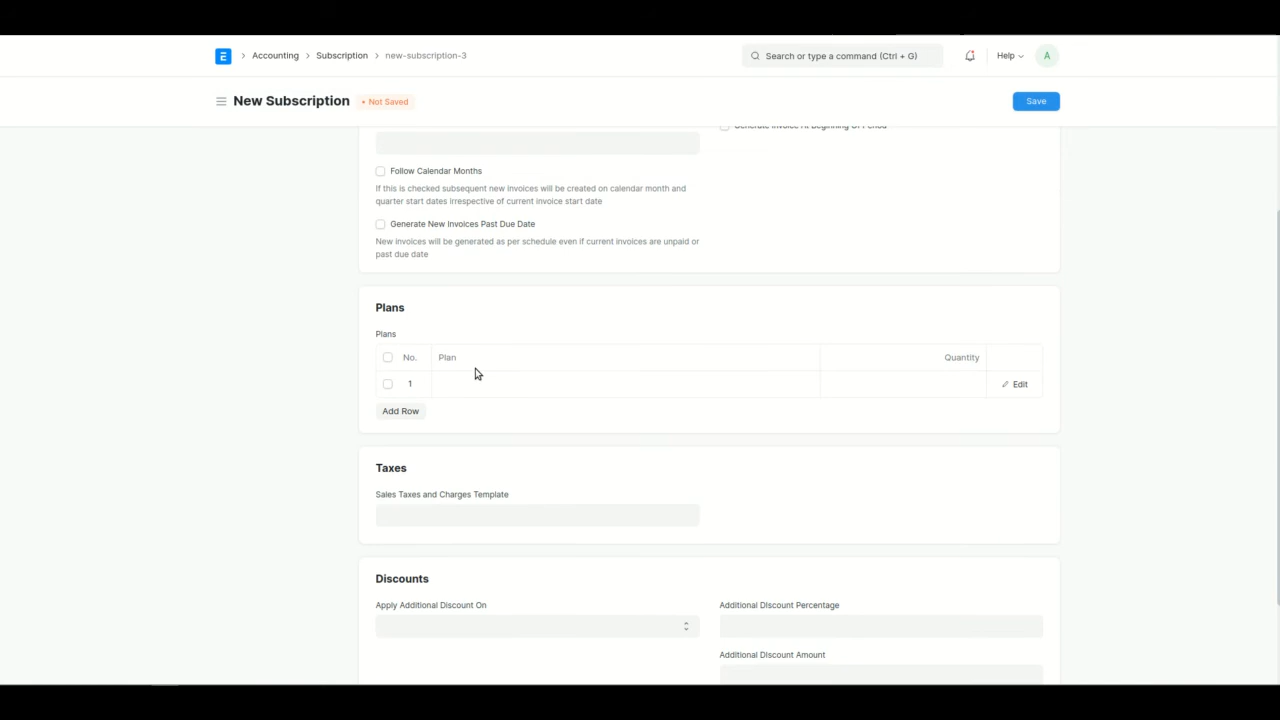 E
Accounting
Subscription
new-subscription-3
Search or type a command (Ctrl + G)
Help
A
New Subscription
• Not Saved
Save
Generate Invoice At Beginning Of Period
Follow Calendar Months
If this is checked subsequent new invoices will be created on calendar month and
quarter start dates irrespective of current invoice start date
Generate New Invoices Past Due Date
New invoices will be generated as per schedule even if current invoices are unpaid or
past due date
Plans
Plans
No.
Plan
Quantity
1
Edit
Add Row
Taxes
Sales Taxes and Charges Template
Discounts
Apply Additional Discount On
Additional DIscount Percentage
Additional Discount Amount